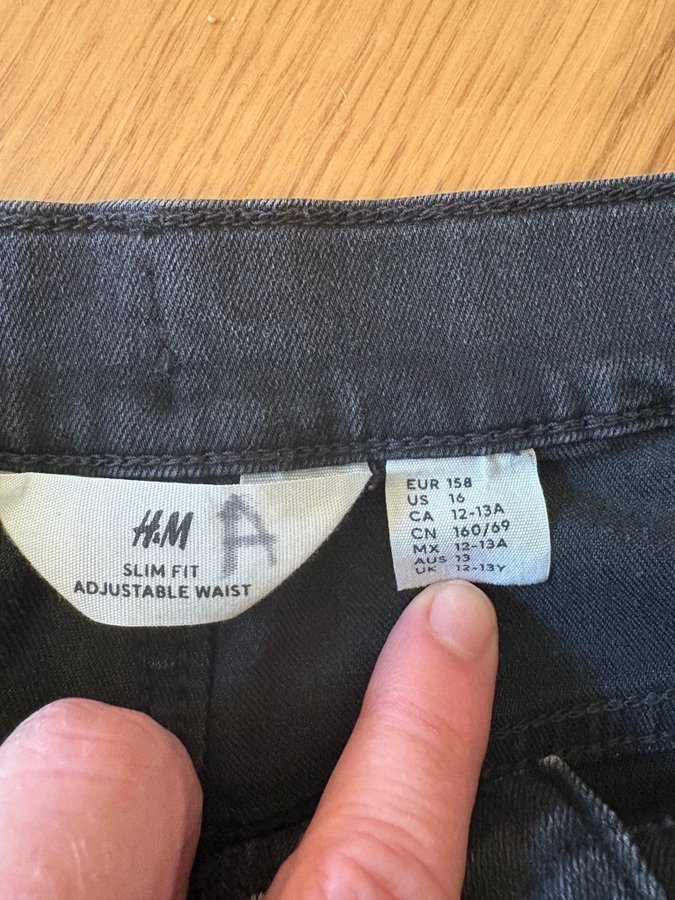 H&M A
SLIM FIT
ADJUSTABLE WAIST
EUR 158
US 16
CA 12-13A
CN 160/69
MX 12-13A
AUS 13
UK 12-13Y